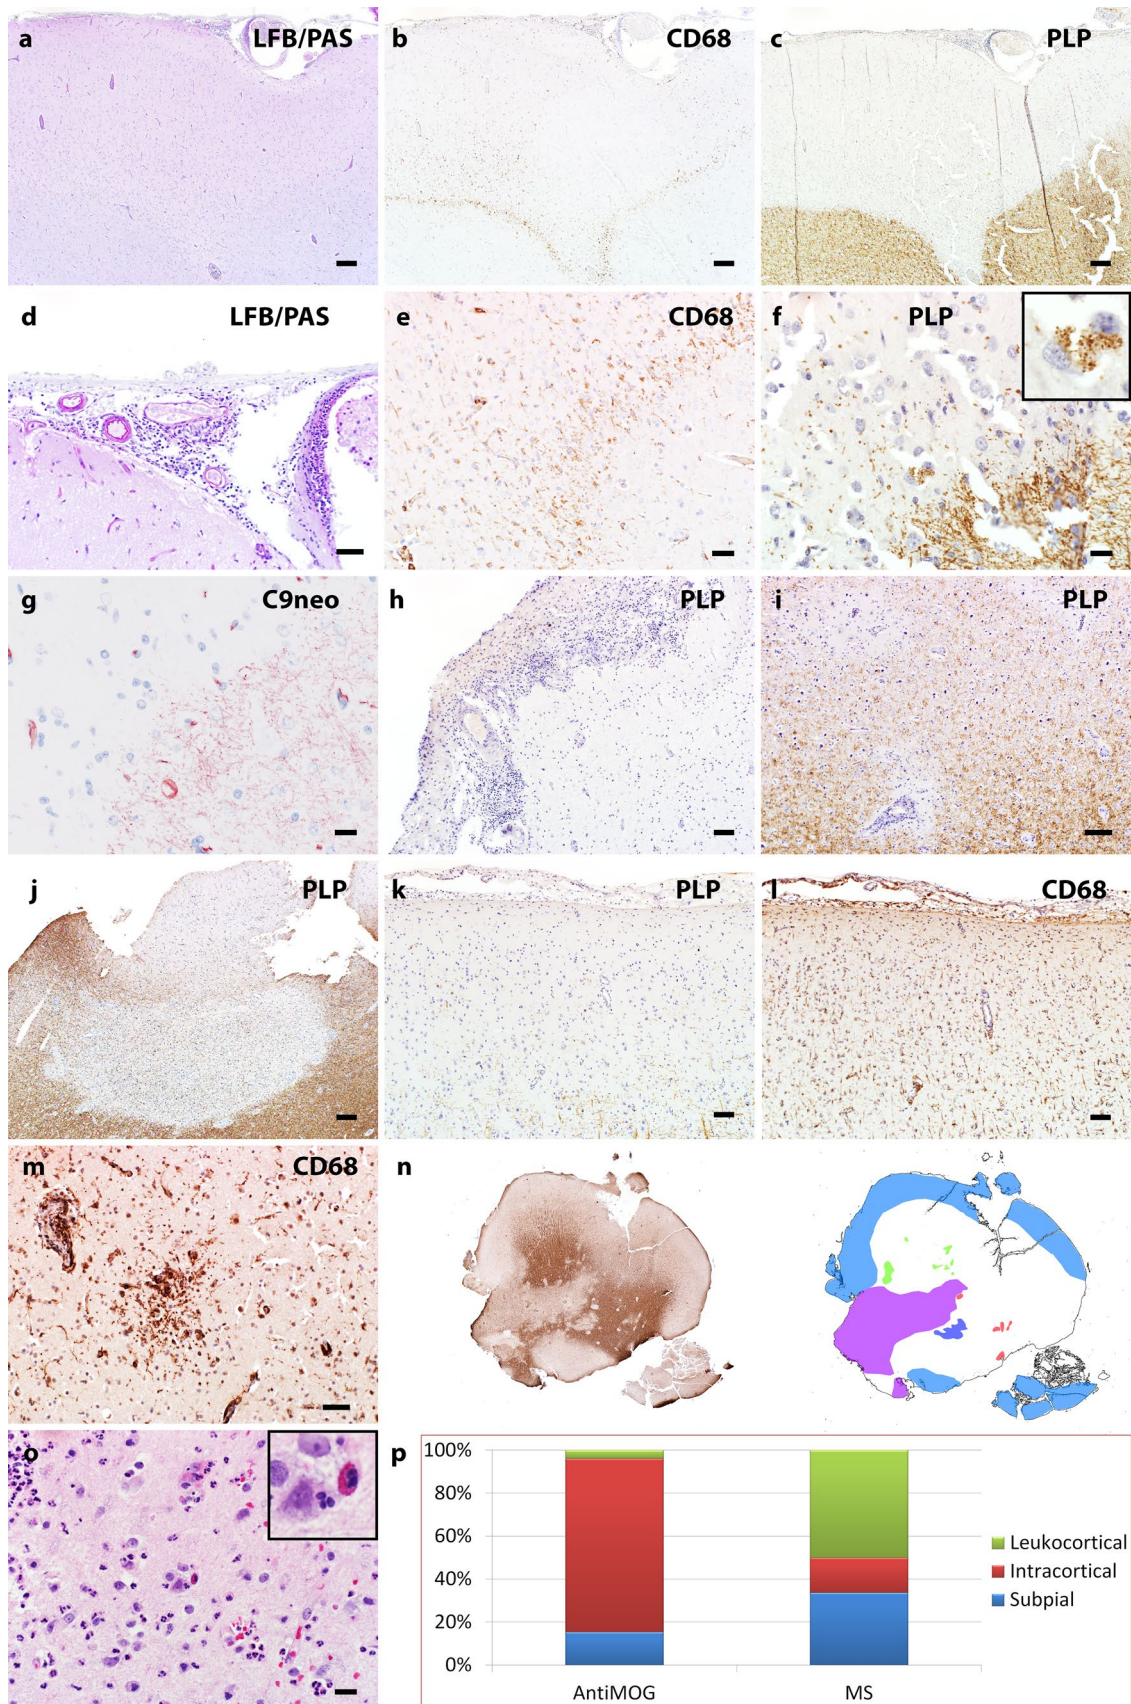 a LFB/PAS
b CD68
c PLP
d LFB/PAS
e CD68
f PLP
g C9neo
h PLP
i PLP
j PLP
k PLP
l CD68
m CD68
n
o
p
100%
80%
60%
40%
20%
0%
AntiMOG MS
Leukocortical
Intracortical
Subpial